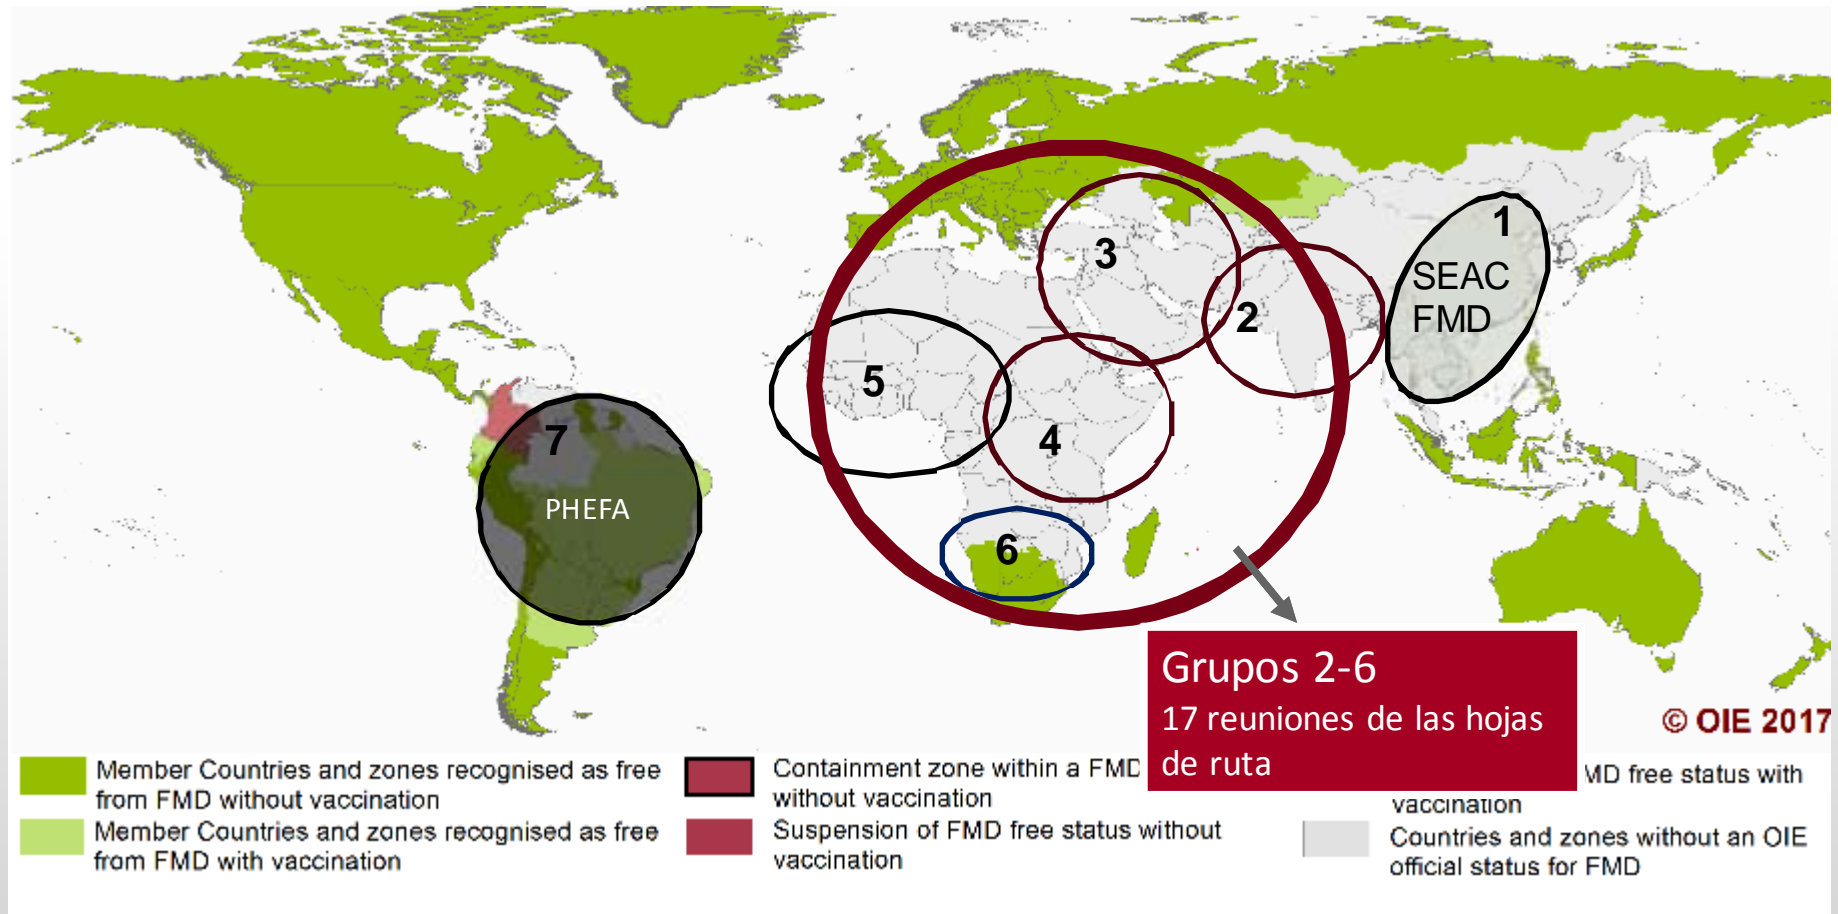 1
SEAC
FMD
3
2
5
4
6
7
PHEFA
Grupos 2-6
17 reuniones de las hojas
de ruta
© OIE 2017
Member Countries and zones recognised as free
from FMD without vaccination
Member Countries and zones recognised as free
from FMD with vaccination
Containment zone within a FMD
without vaccination
Suspension of FMD free status without
vaccination
MD free status with
vaccination
Countries and zones without an OIE
official status for FMD